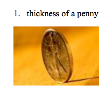 1. thickness of a penny